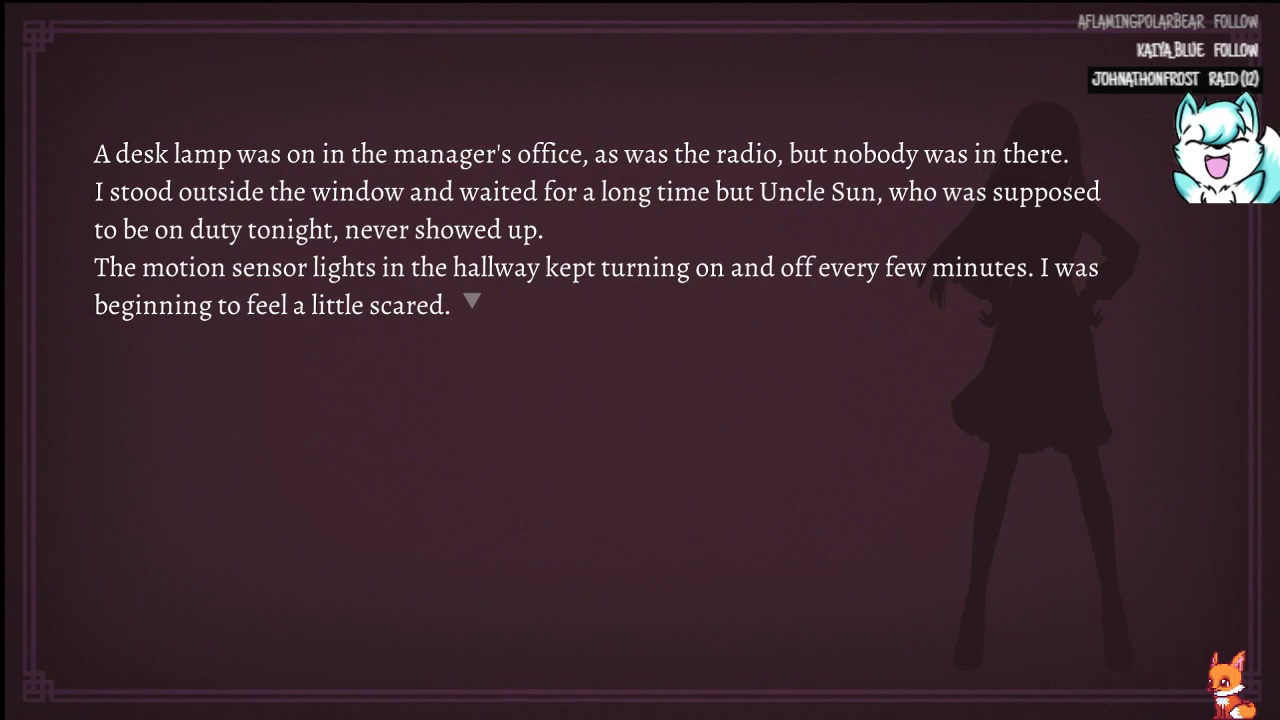 AFLAMINGPOLARBEAR FOLLOW
KAIYA_BLUE FOLLOW
JOHNATHONFROST RAID (12)
A desk lamp was on in the manager's office, as was the radio, but nobody was in there.
I stood outside the window and waited for a long time but Uncle Sun, who was supposed
to be on duty tonight, never showed up.
The motion sensor lights in the hallway kept turning on and off every few minutes. I was
beginning to feel a little scared.